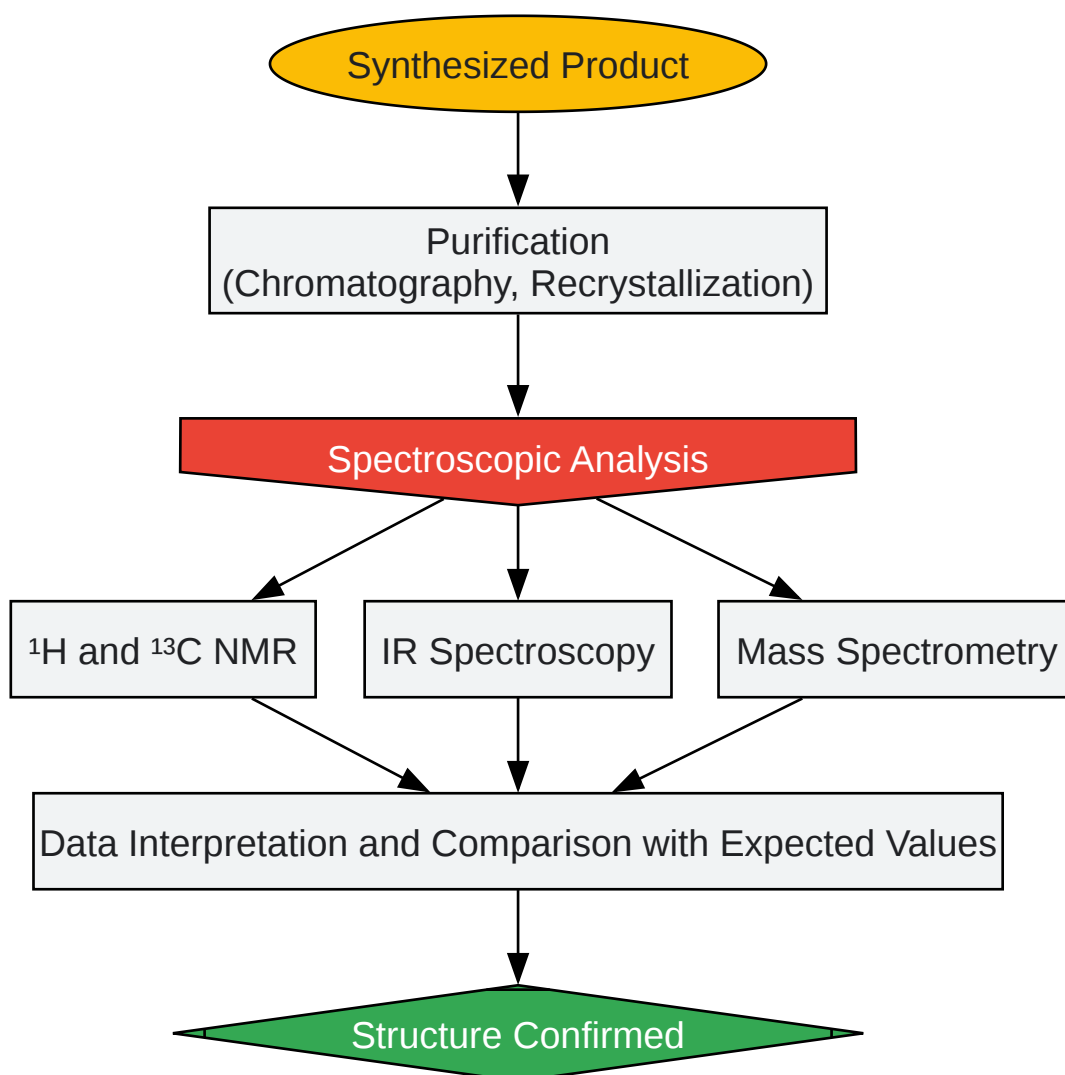 Synthesized Product
Purification
(Chromatography, Recrystallization)
Spectroscopic Analysis
¹H and ¹³C NMR
IR Spectroscopy
Mass Spectrometry
Data Interpretation and Comparison with Expected Values
Structure Confirmed